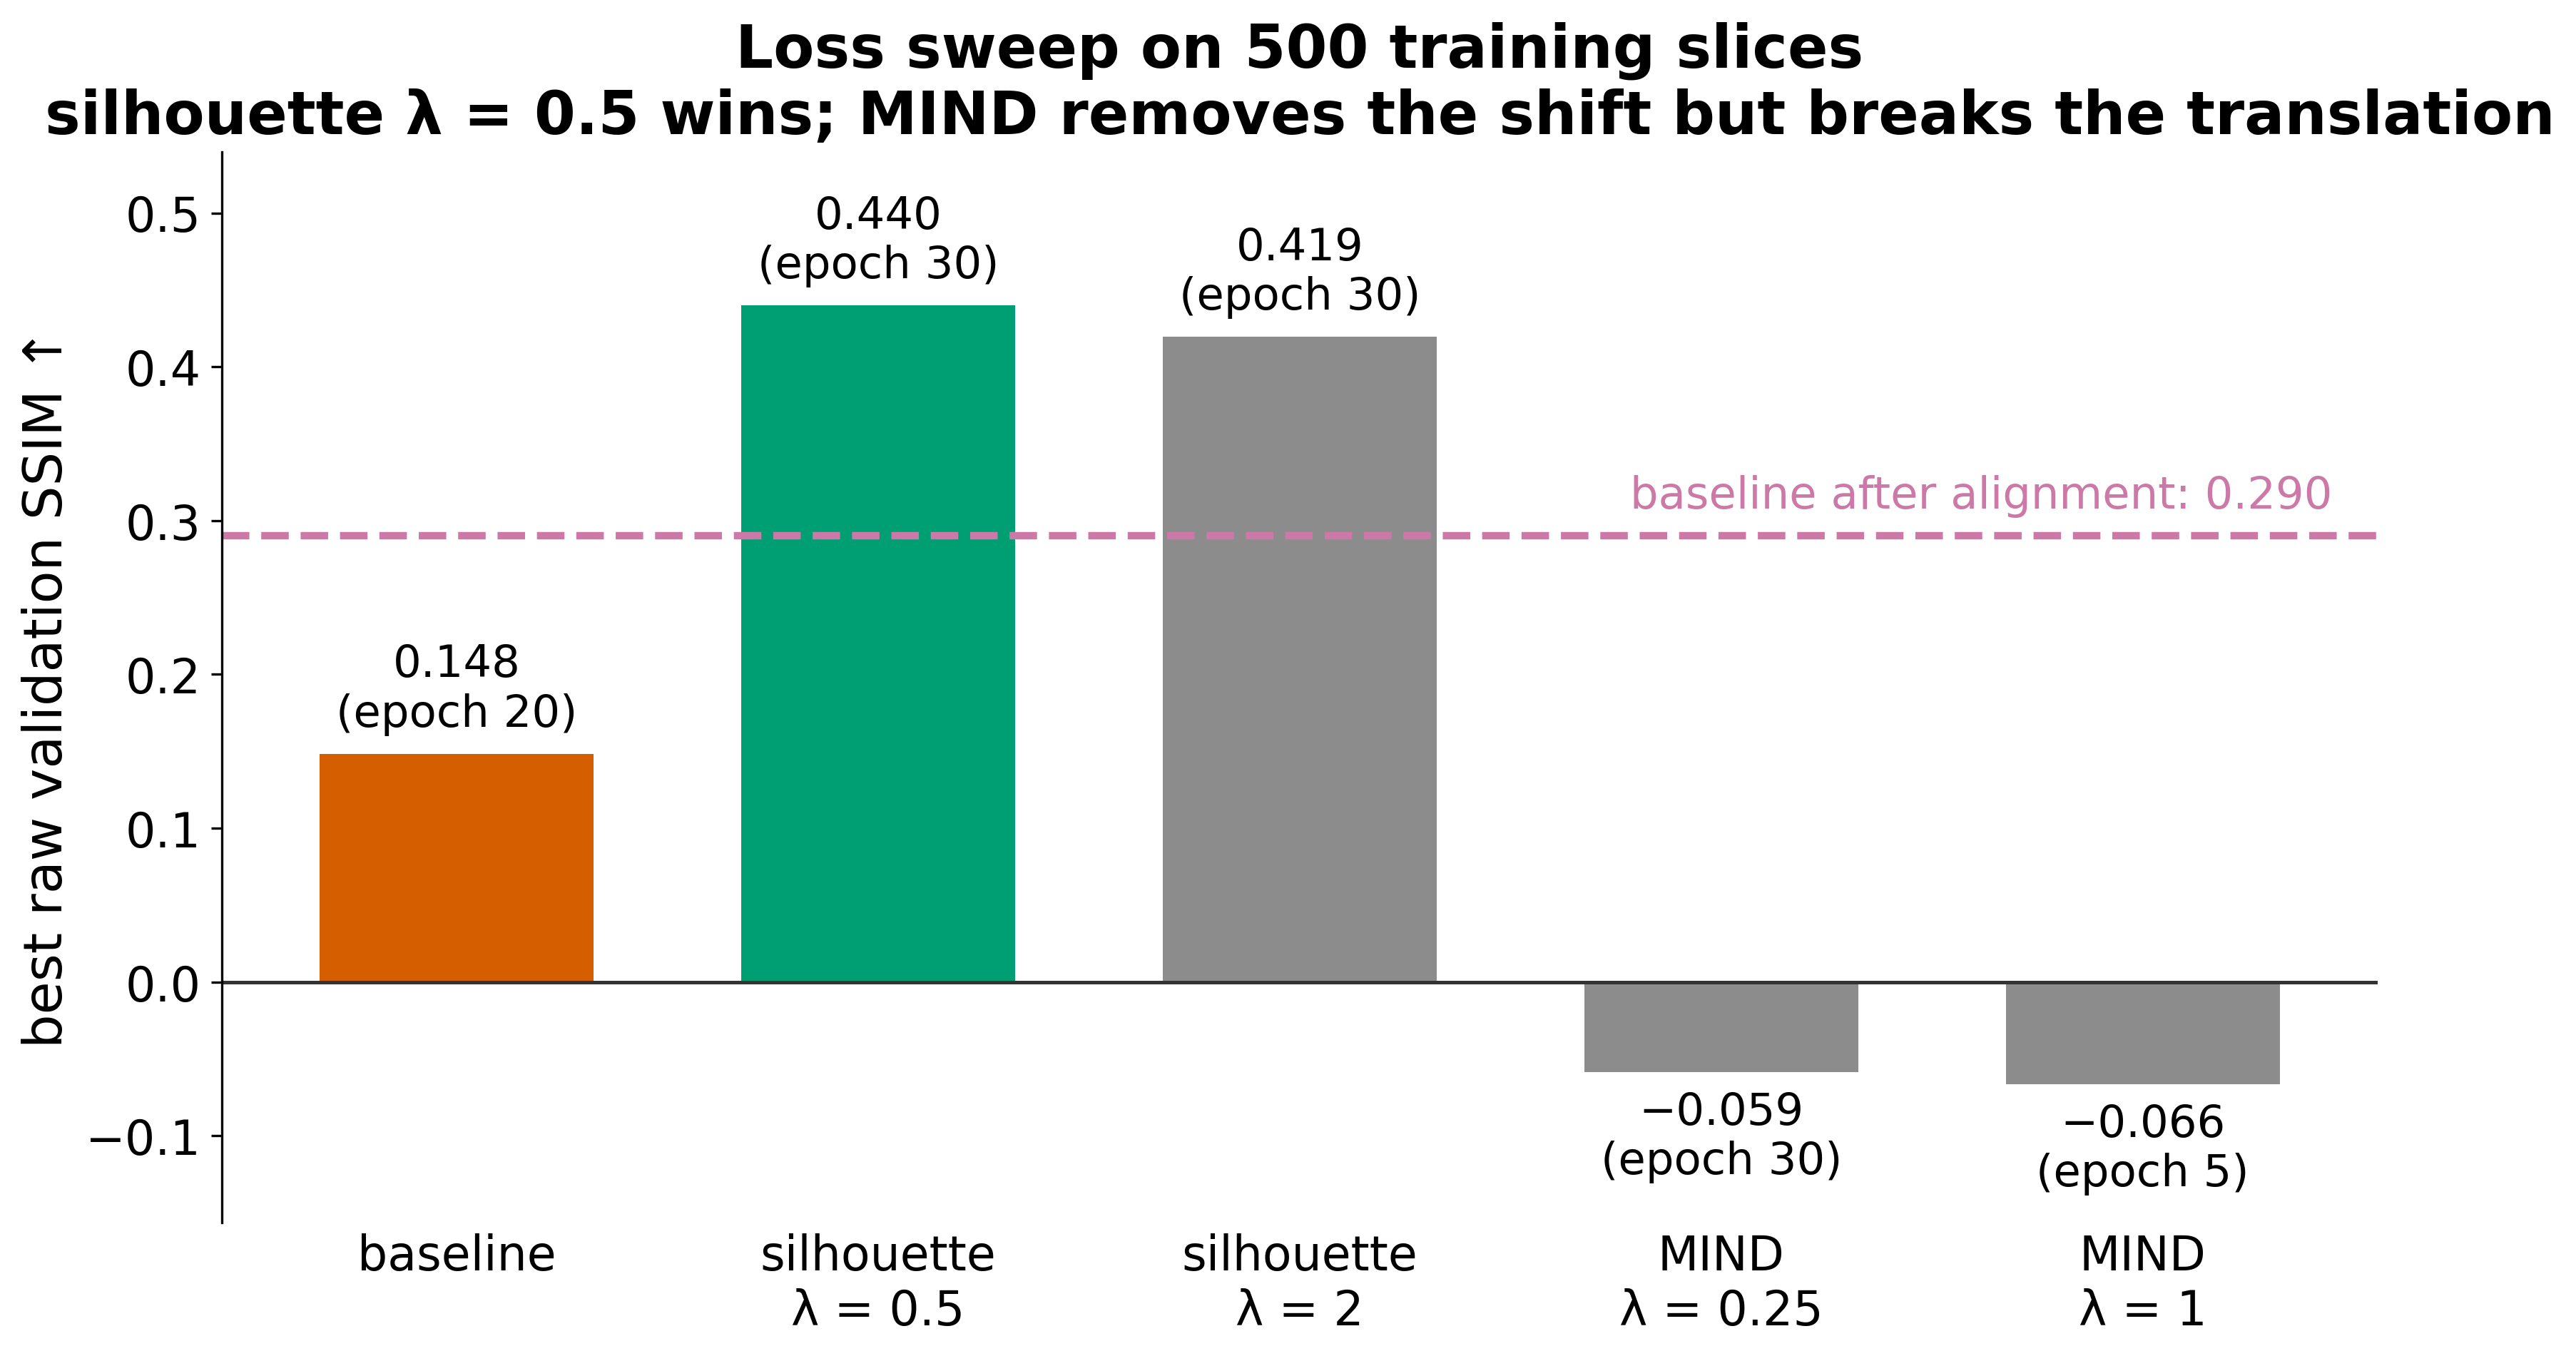 Loss sweep on 500 training slices
silhouette λ = 0.5 wins; MIND removes the shift but breaks the translation
best raw validation SSIM ↑
0.5
0.4
0.3
0.2
0.1
0.0
−0.1
0.148
(epoch 20)
0.440
(epoch 30)
0.419
(epoch 30)
baseline after alignment: 0.290
−0.059
(epoch 30)
−0.066
(epoch 5)
baseline
silhouette
λ = 0.5
silhouette
λ = 2
MIND
λ = 0.25
MIND
λ = 1